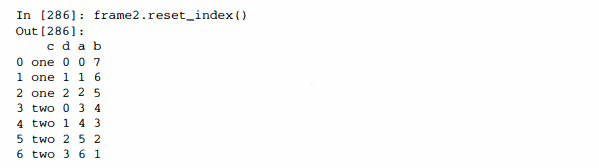 In [286]: frame2.reset_index()
Out[286]:
c d a b
0 one 0 0 7
1 one 1 1 6
2 one 2 2 5
3 two 0 3 4
4 two 1 4 3
5 two 2 5 2
6 two 3 6 1